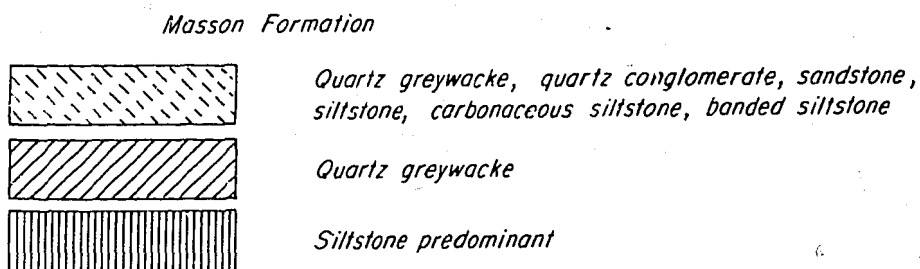 Masson Formation
Quartz greywacke, quartz conglomerate, sandstone,
siltstone, carbonaceous siltstone, banded siltstone
Quartz greywacke
Siltstone predominant